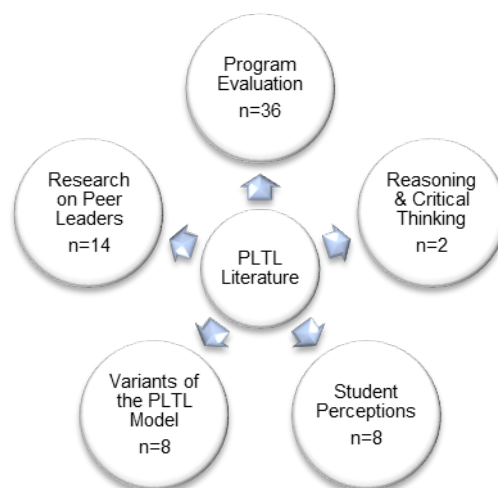 Program
Evaluation
n=36
Research
on Peer
Leaders
n=14
Reasoning
& Critical
Thinking
n=2
PLTL
Literature
Variants of
the PLTL
Model
n=8
Student
Perceptions
n=8